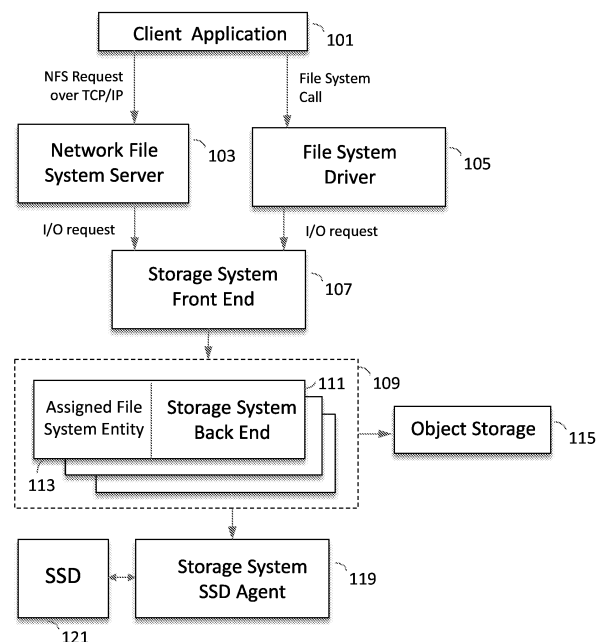 Client Application
101
NFS Request
over TCP/IP
File System
Call
Network File
System Server
103
File System
Driver
105
I/O request
I/O request
Storage System
Front End
107
109
111
Assigned File
System Entity
Storage System
Back End
113
Object Storage
115
SSD
121
Storage System
SSD Agent
119